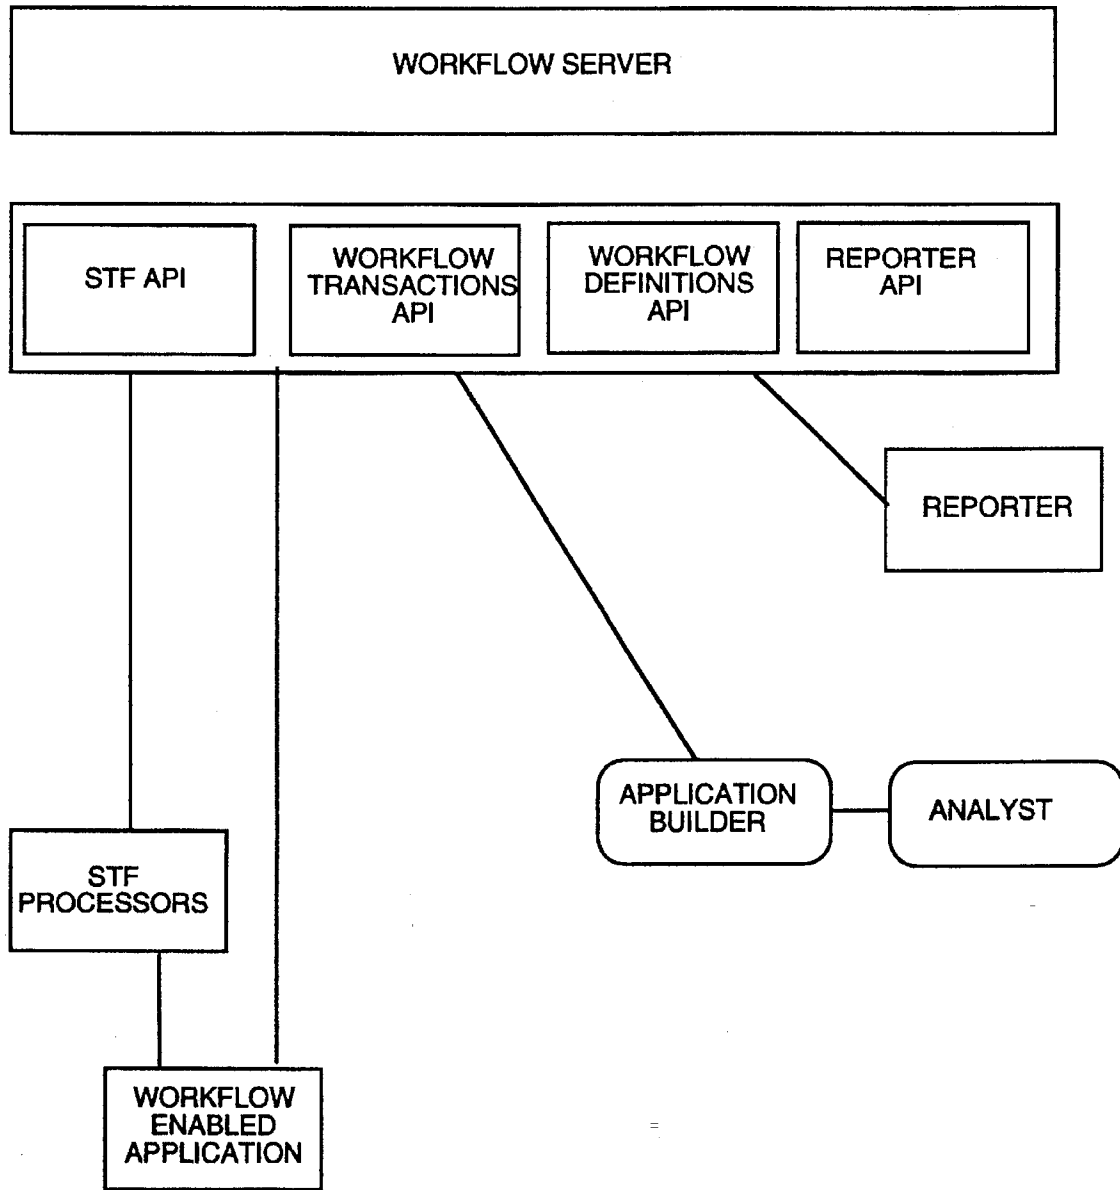 WORKFLOW SERVER
STF API
WORKFLOW
TRANSACTIONS
API
WORKFLOW
DEFINITIONS
API
REPORTER
API
REPORTER
APPLICATION
BUILDER
ANALYST
STF
PROCESSORS
WORKFLOW
ENABLED
APPLICATION